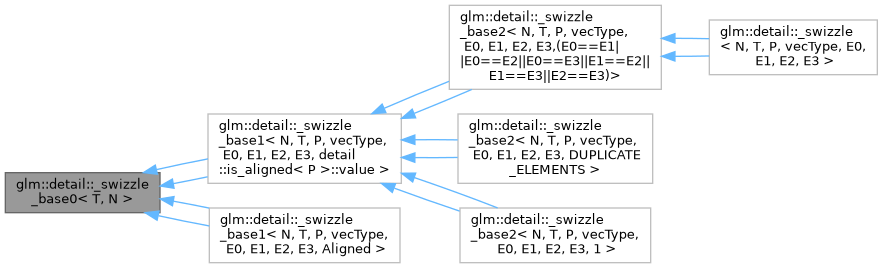 glm::detail::_swizzle
_base0< T, N >
glm::detail::_swizzle
_base1< N, T, P, vecType,
E0, E1, E2, E3, detail
::is_aligned< P >::value >
glm::detail::_swizzle
_base1< N, T, P, vecType,
E0, E1, E2, E3, Aligned >
glm::detail::_swizzle
_base2< N, T, P, vecType,
E0, E1, E2, E3,(E0==E1|
|E0==E2||E0==E3||E1==E2||
E1==E3||E2==E3)>
glm::detail::_swizzle
_base2< N, T, P, vecType,
E0, E1, E2, E3, DUPLICATE
_ELEMENTS >
glm::detail::_swizzle
_base2< N, T, P, vecType,
E0, E1, E2, E3, 1 >
glm::detail::_swizzle
< N, T, P, vecType, E0,
E1, E2, E3 >